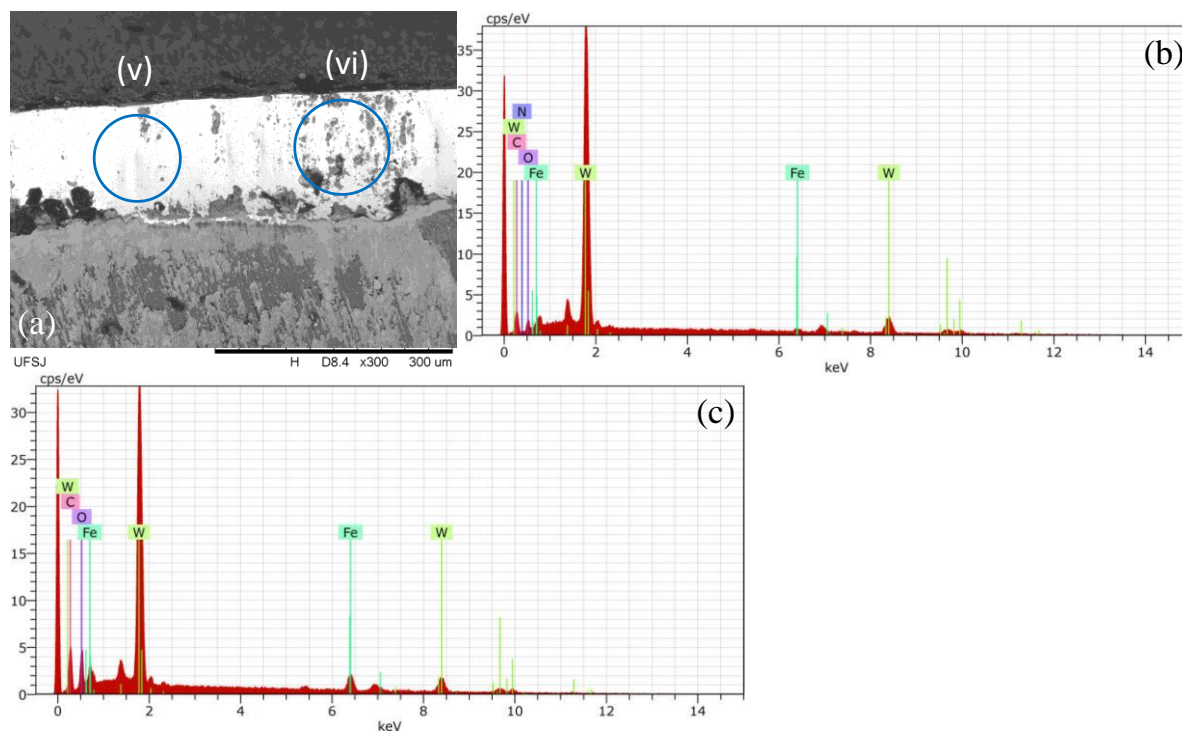 (v) (vi)
(a)
UFSJ H D8.4 x300 300 um
cps/eV
(b)
35
30
25
20
15
10
5
0
N
W
C
O
Fe W Fe W
0 2 4 6 8 10 12 14
keV
cps/eV
(c)
30
25
20
15
10
5
0
W
C
O
Fe W Fe W
0 2 4 6 8 10 12 14
keV